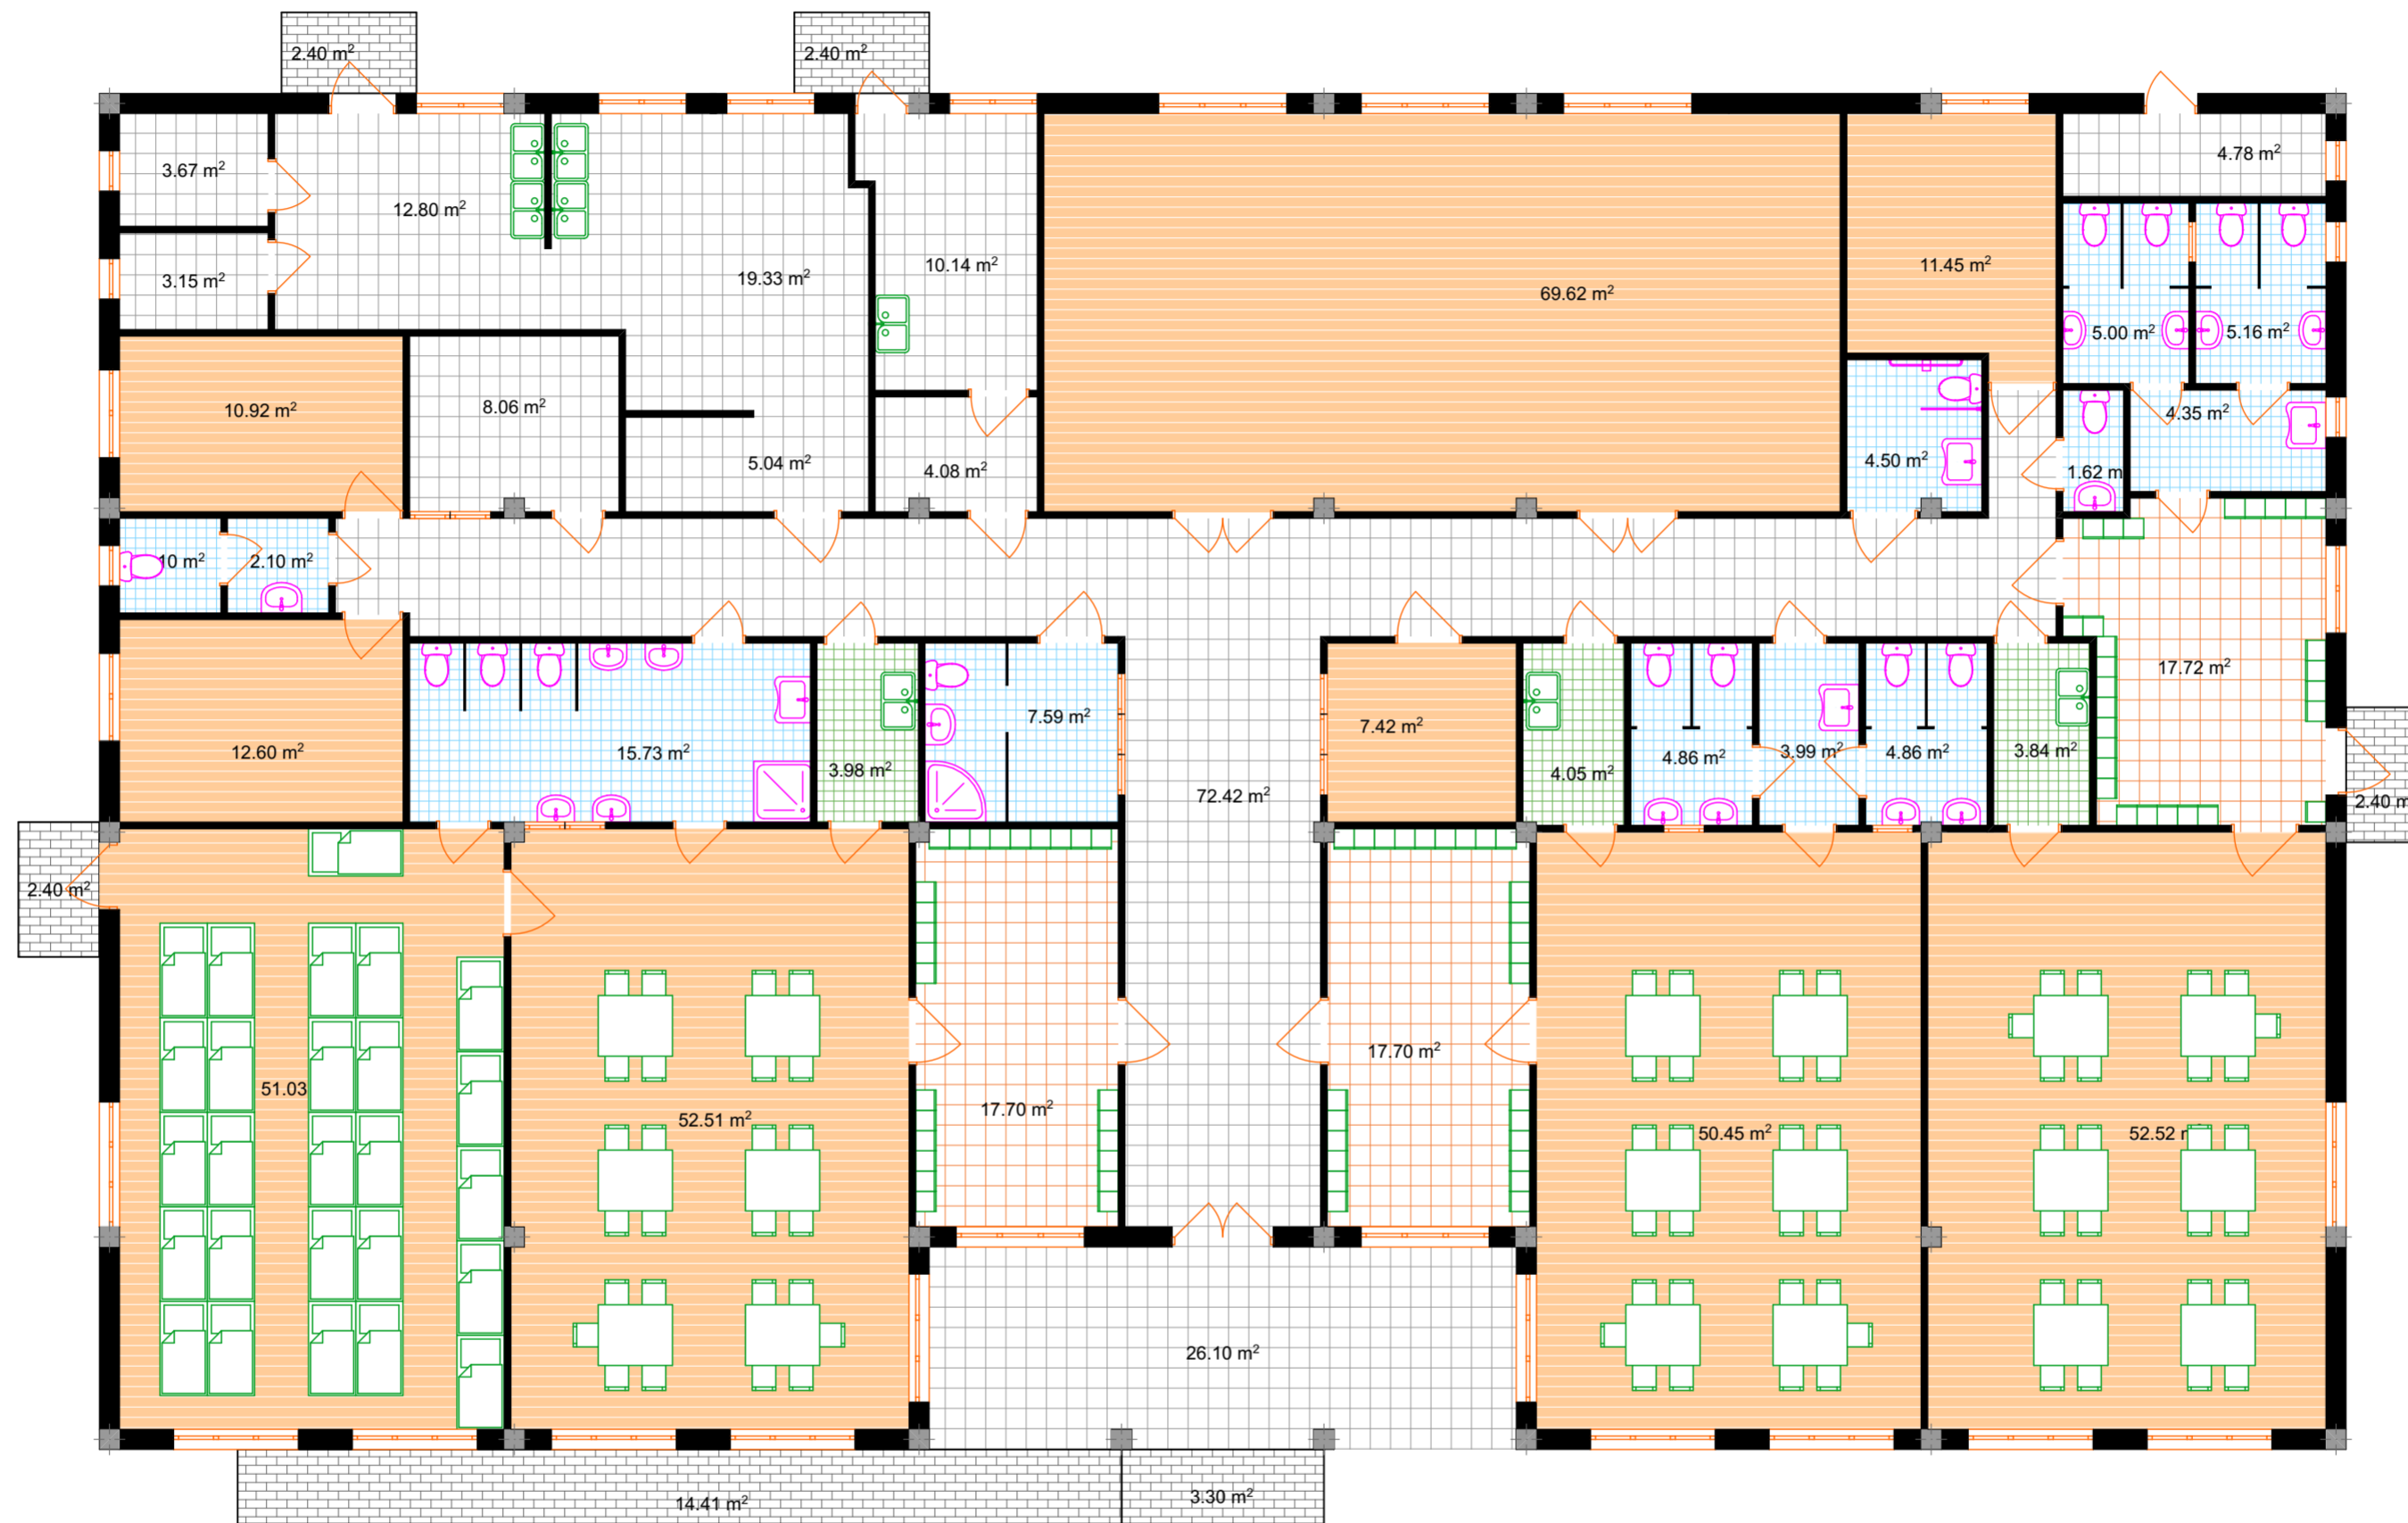 2.40 m²
2.40 m²
3.67 m²
12.80 m²
4.78 m²
3.15 m²
19.33 m²
10.14 m²
69.62 m²
11.45 m²
5.00 m²
5.16 m²
10.92 m²
8.06 m²
5.04 m²
4.08 m²
4.50 m²
4.35 m²
1.62 m
10 m²
2.10 m²
12.60 m²
15.73 m²
3.98 m²
7.59 m²
72.42 m²
7.42 m²
4.05 m²
4.86 m²
3.99 m²
4.86 m²
3.84 m²
17.72 m²
2.40 m
2.40 m²
51.03
52.51 m²
17.70 m²
17.70 m²
50.45 m²
52.52
26.10 m²
14.41 m²
3.30 m²